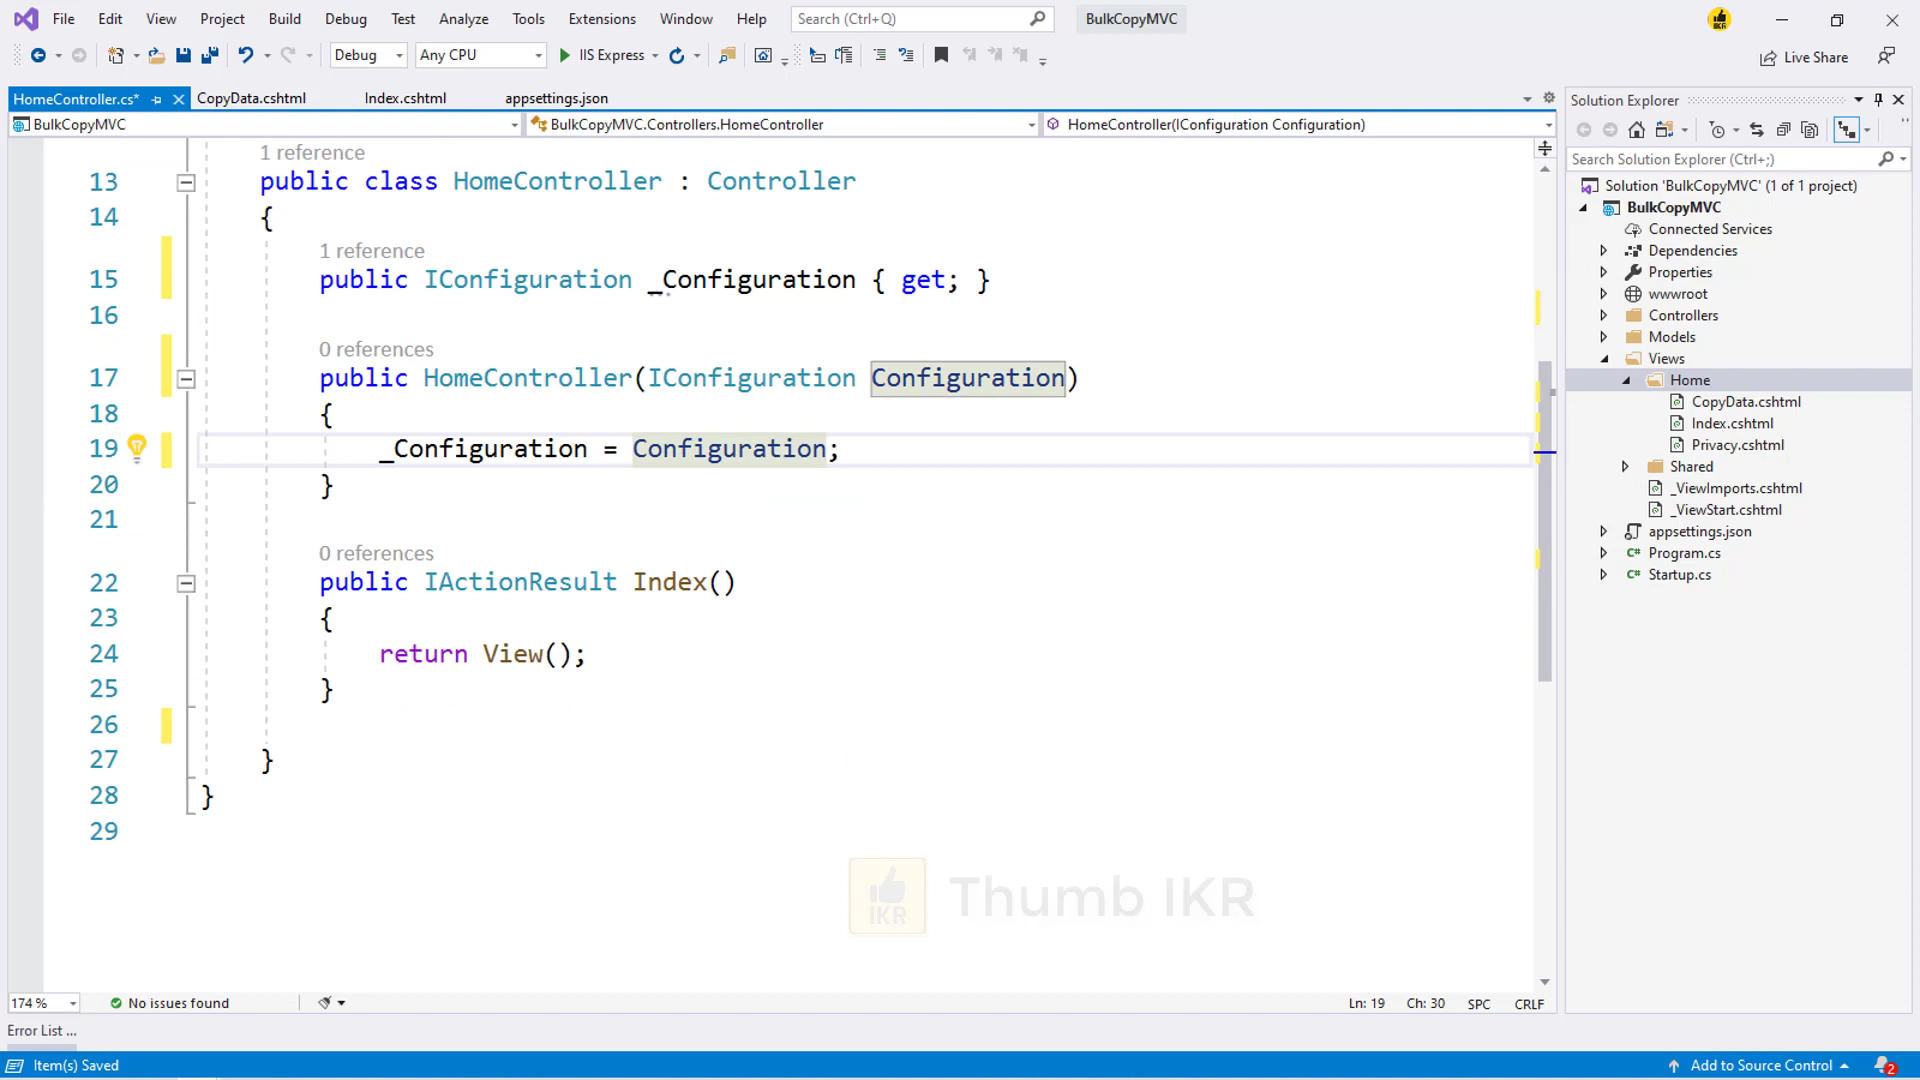 File Edit View Project Build Debug Test Analyze Tools Extensions Window Help Search (Ctrl+Q) BulkCopyMVC
Debug Any CPU IIS Express Live Share
HomeController.cs* CopyData.cshtml Index.cshtml appsettings.json
BulkCopyMVC BulkCopyMVC.Controllers.HomeController HomeController(IConfiguration Configuration)
1 reference
13 public class HomeController : Controller
14 {
1 reference
15 public IConfiguration _Configuration { get; }
16
0 references
17 public HomeController(IConfiguration Configuration)
18 {
19 _Configuration = Configuration;
20 }
21
0 references
22 public IActionResult Index()
23 {
24 return View();
25 }
26
27 }
28 }
29
IKR Thumb IKR
174 % No issues found Ln: 19 Ch: 30 SPC CRLF
Error List ...
Item(s) Saved Add to Source Control 2
Solution Explorer
Search Solution Explorer (Ctrl+;)
Solution 'BulkCopyMVC' (1 of 1 project)
BulkCopyMVC
Connected Services
Dependencies
Properties
wwwroot
Controllers
Models
Views
Home
CopyData.cshtml
Index.cshtml
Privacy.cshtml
Shared
_ViewImports.cshtml
_ViewStart.cshtml
appsettings.json
C# Program.cs
C# Startup.cs